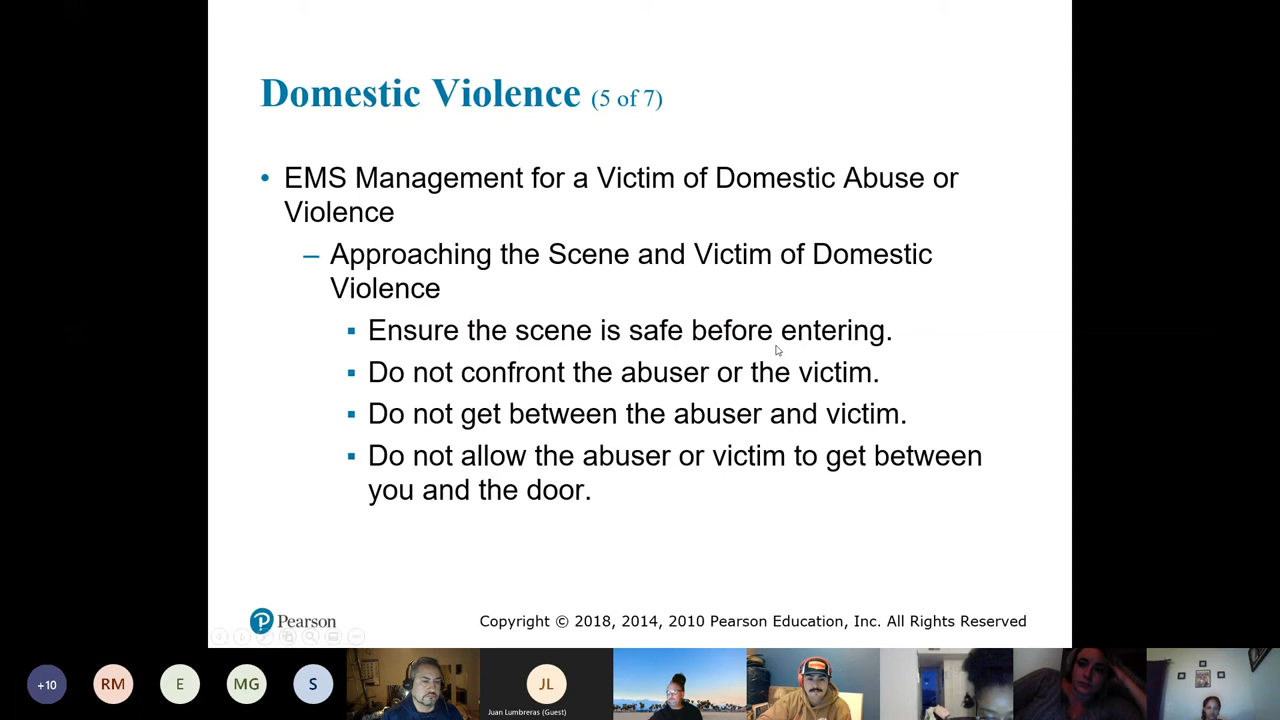 Domestic Violence (5 of 7)
• EMS Management for a Victim of Domestic Abuse or
Violence
– Approaching the Scene and Victim of Domestic
Violence
▪ Ensure the scene is safe before entering.
▪ Do not confront the abuser or the victim.
▪ Do not get between the abuser and victim.
▪ Do not allow the abuser or victim to get between
you and the door.
Pearson
Copyright © 2018, 2014, 2010 Pearson Education, Inc. All Rights Reserved
+10
RM
E
MG
S
JL
Juan Lumbreras (Guest)